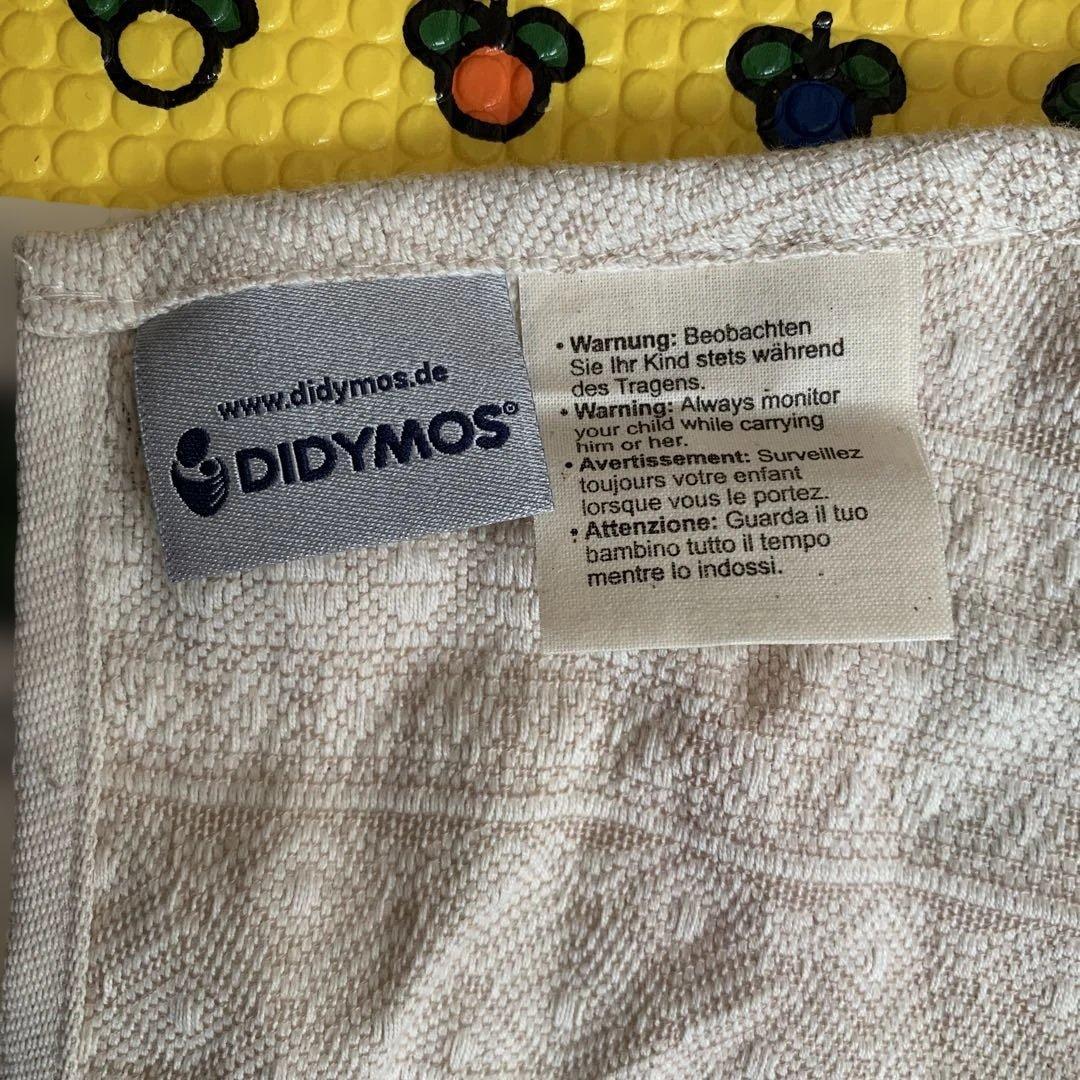 www.didymos.de
DIDYMOS®
• Warnung: Beobachten
Sie Ihr Kind stets während
des Tragens.
• Warning: Always monitor
your child while carrying
him or her.
• Avertissement: Surveillez
toujours votre enfant
lorsque vous le portez.
• Attenzione: Guarda il tuo
bambino tutto il tempo
mentre lo indossi.